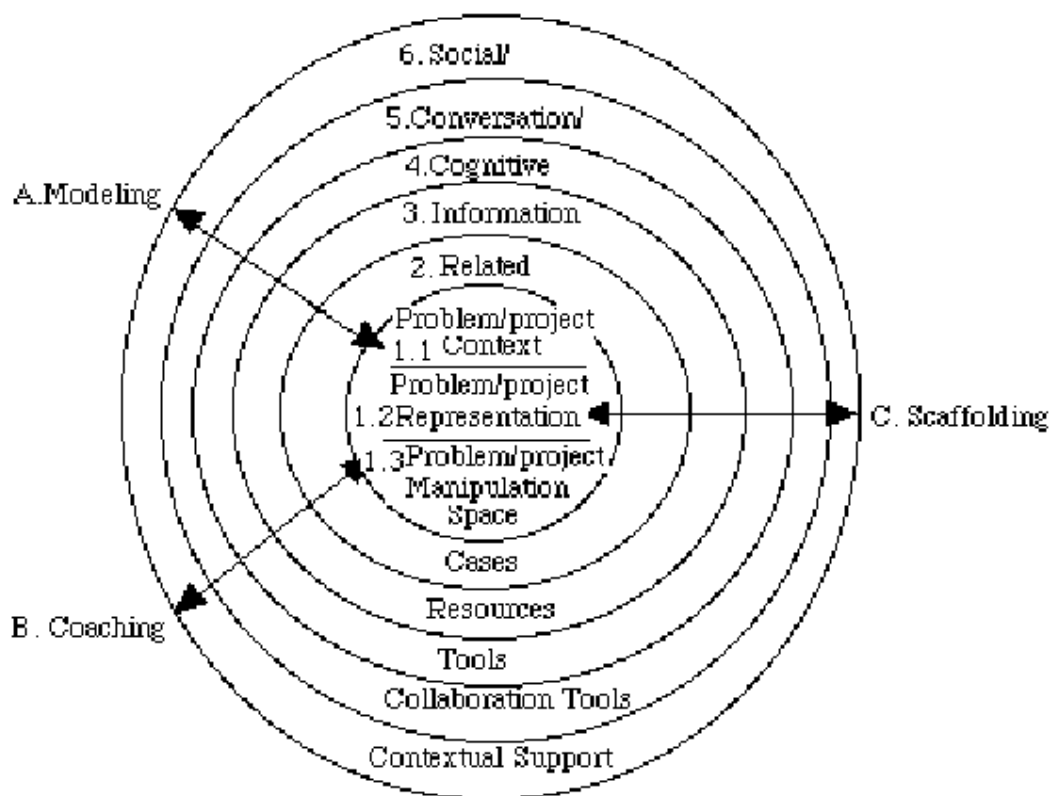 6. Social/
5.Conversation/
4.Cognitive
A.Modeling
3. Information
2. Related
Problem/project
1.1 Context
Problem/project
1.2Representation
C. Scaffolding
1.3Problem/project
Manipulation
Space
Cases
Resources
B. Coaching
Tools
Collaboration Tools
Contextual Support